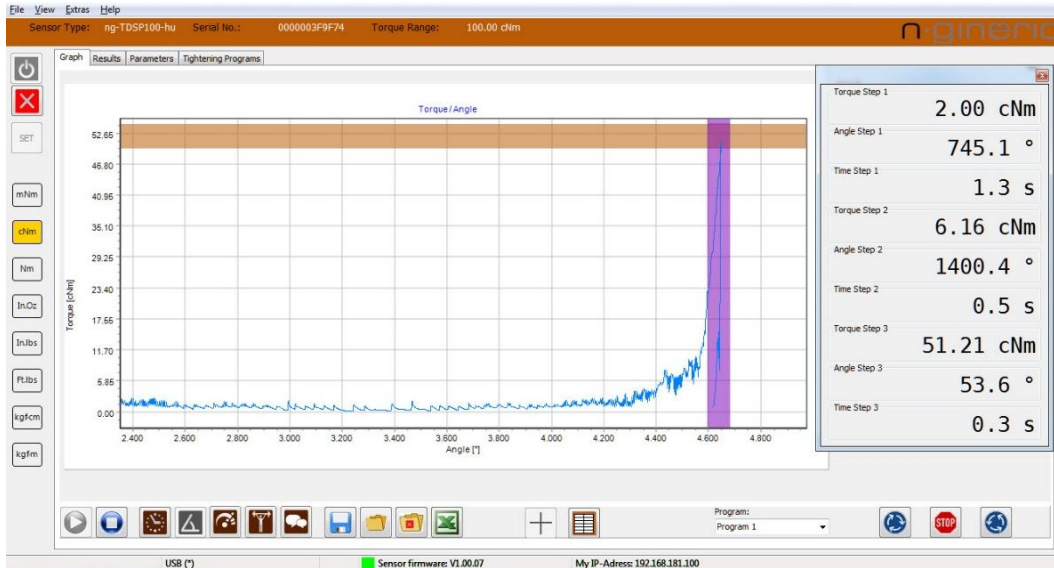 File View Extras Help
Sensor Type: ng-TDSP100-hu Serial No.: 0000003F9F74 Torque Range: 100.00 cNm
n-gineric
Graph Results Parameters Tightening Programs
SET
mNm
cNm
Nm
In.Oz
In.lbs
Ft.lbs
kgfcm
kgfm
Torque/Angle
Torque [cNm]
52.65
46.80
40.95
35.10
29.25
23.40
17.55
11.70
5.85
0.00
2.400 2.600 2.800 3.000 3.200 3.400 3.600 3.800 4.000 4.200 4.400 4.600 4.800
Angle [°]
Torque Step 1
2.00 cNm
Angle Step 1
745.1 °
Time Step 1
1.3 s
Torque Step 2
6.16 cNm
Angle Step 2
1400.4 °
Time Step 2
0.5 s
Torque Step 3
51.21 cNm
Angle Step 3
53.6 °
Time Step 3
0.3 s
Program:
Program 1
STOP
USB (*) Sensor firmware: V1.00.07 My IP-Adress: 192.168.181.100